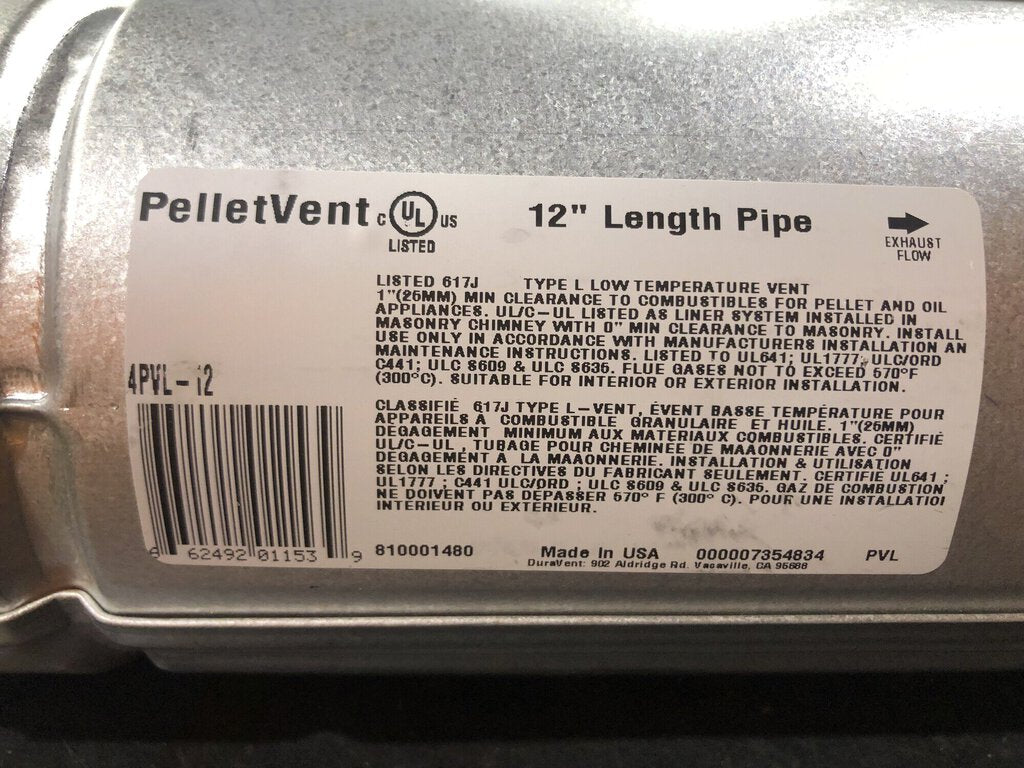 PelletVent c UL US LISTED
12" Length Pipe
EXHAUST
FLOW
LISTED 617J TYPE L LOW TEMPERATURE VENT
1"(25MM) MIN CLEARANCE TO COMBUSTIBLES FOR PELLET AND OIL
APPLIANCES. UL/C-UL LISTED AS LINER SYSTEM INSTALLED IN
MASONRY CHIMNEY WITH 0" MIN CLEARANCE TO MASONRY. INSTALL
USE ONLY IN ACCORDANCE WITH MANUFACTURERS INSTALLATION AN
MAINTENANCE INSTRUCTIONS. LISTED TO UL641; UL1777; ULC/ORD
C441; ULC S609 & ULC S635. FLUE GASES NOT TO EXCEED 570°F
(300°C). SUITABLE FOR INTERIOR OR EXTERIOR INSTALLATION.
4PVL-12
CLASSIFIÉ 617J TYPE L-VENT, ÉVENT BASSE TEMPÉRATURE POUR
APPAREILS À COMBUSTIBLE GRANULAIRE ET HUILE. 1"(25MM)
DEGAGEMENT MINIMUM AUX MATERIAUX COMBUSTIBLES. CERTIFIÉ
UL/C-UL, TUBAGE POUR CHEMINEE DE MAAONNERIE AVEC 0"
DEGAGEMENT A LA MAAONNERIE. INSTALLATION & UTILISATION
SELON LES DIRECTIVES DU FABRICANT SEULEMENT. CERTIFIE UL641 ;
UL1777 ; C441 ULC/ORD ; ULC S609 & ULC S635. GAZ DE COMBUSTION
NE DOIVENT PAS DEPASSER 570° F (300° C). POUR UNE INSTALLATIO
INTERIEUR OU EXTERIEUR.
8 62492 01153 9
810001480 Made In USA 000007354834 PVL
DuraVent: 902 Aldridge Rd. Vacaville, CA 95688